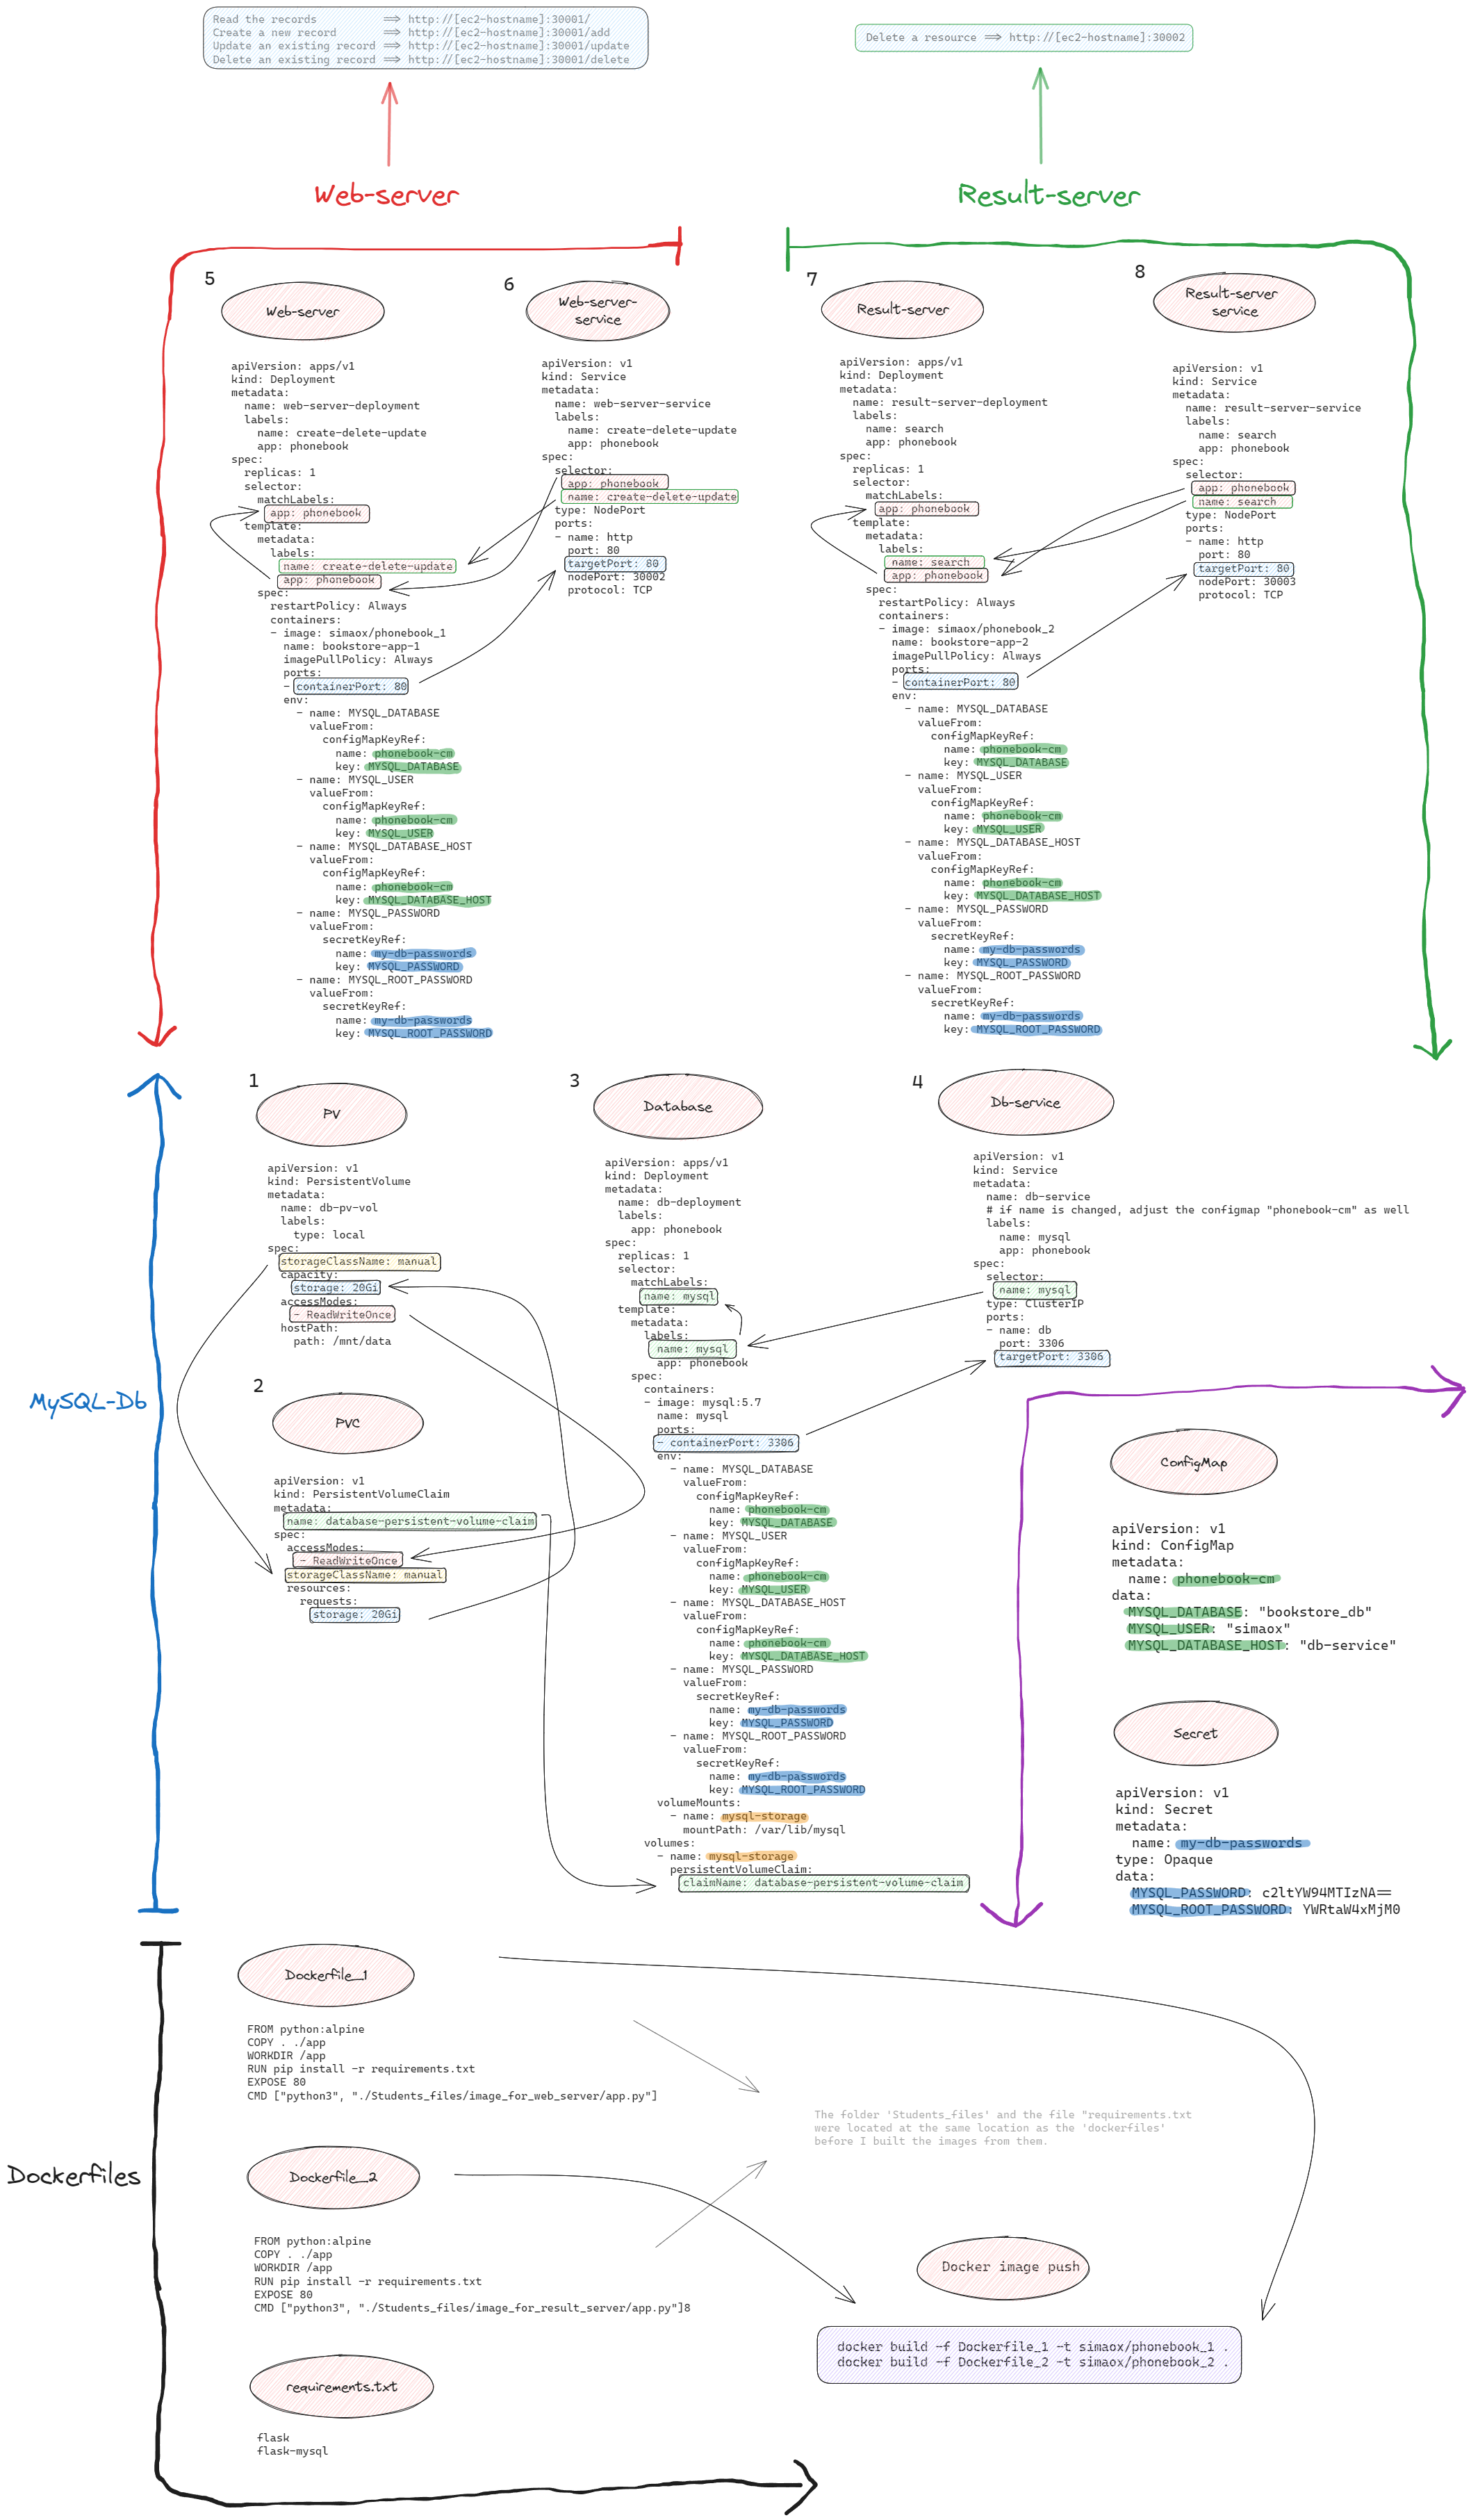 Read the records ==> http://[ec2-hostname]:30001/
Create a new record ==> http://[ec2-hostname]:30001/add
Update an existing record ==> http://[ec2-hostname]:30001/update
Delete an existing record ==> http://[ec2-hostname]:30001/delete
Delete a resource ==> http://[ec2-hostname]:30002
Web-server
Result-server
5
Web-server
apiVersion: apps/v1
kind: Deployment
metadata:
name: web-server-deployment
labels:
name: create-delete-update
app: phonebook
spec:
replicas: 1
selector:
matchLabels:
app: phonebook
template:
metadata:
labels:
name: create-delete-update
app: phonebook
spec:
restartPolicy: Always
containers:
- image: simaox/phonebook_1
name: bookstore-app-1
imagePullPolicy: Always
ports:
- containerPort: 80
env:
- name: MYSQL_DATABASE
valueFrom:
configMapKeyRef:
name: phonebook-cm
key: MYSQL_DATABASE
- name: MYSQL_USER
valueFrom:
configMapKeyRef:
name: phonebook-cm
key: MYSQL_USER
- name: MYSQL_DATABASE_HOST
valueFrom:
configMapKeyRef:
name: phonebook-cm
key: MYSQL_DATABASE_HOST
- name: MYSQL_PASSWORD
valueFrom:
secretKeyRef:
name: my-db-passwords
key: MYSQL_PASSWORD
- name: MYSQL_ROOT_PASSWORD
valueFrom:
secretKeyRef:
name: my-db-passwords
key: MYSQL_ROOT_PASSWORD
6
Web-server-
service
apiVersion: v1
kind: Service
metadata:
name: web-server-service
labels:
name: create-delete-update
app: phonebook
spec:
selector:
app: phonebook
name: create-delete-update
type: NodePort
ports:
- name: http
port: 80
targetPort: 80
nodePort: 30002
protocol: TCP
7
Result-server
apiVersion: apps/v1
kind: Deployment
metadata:
name: result-server-deployment
labels:
name: search
app: phonebook
spec:
replicas: 1
selector:
matchLabels:
app: phonebook
template:
metadata:
labels:
name: search
app: phonebook
spec:
restartPolicy: Always
containers:
- image: simaox/phonebook_2
name: bookstore-app-2
imagePullPolicy: Always
ports:
- containerPort: 80
env:
- name: MYSQL_DATABASE
valueFrom:
configMapKeyRef:
name: phonebook-cm
key: MYSQL_DATABASE
- name: MYSQL_USER
valueFrom:
configMapKeyRef:
name: phonebook-cm
key: MYSQL_USER
- name: MYSQL_DATABASE_HOST
valueFrom:
configMapKeyRef:
name: phonebook-cm
key: MYSQL_DATABASE_HOST
- name: MYSQL_PASSWORD
valueFrom:
secretKeyRef:
name: my-db-passwords
key: MYSQL_PASSWORD
- name: MYSQL_ROOT_PASSWORD
valueFrom:
secretKeyRef:
name: my-db-passwords
key: MYSQL_ROOT_PASSWORD
8
Result-server
service
apiVersion: v1
kind: Service
metadata:
name: result-server-service
labels:
name: search
app: phonebook
spec:
selector:
app: phonebook
name: search
type: NodePort
ports:
- name: http
port: 80
targetPort: 80
nodePort: 30003
protocol: TCP
MySQL-Db
1
PV
apiVersion: v1
kind: PersistentVolume
metadata:
name: db-pv-vol
labels:
type: local
spec:
storageClassName: manual
capacity:
storage: 20Gi
accessModes:
- ReadWriteOnce
hostPath:
path: /mnt/data
2
PVC
apiVersion: v1
kind: PersistentVolumeClaim
metadata:
name: database-persistent-volume-claim
spec:
accessModes:
- ReadWriteOnce
storageClassName: manual
resources:
requests:
storage: 20Gi
3
Database
apiVersion: apps/v1
kind: Deployment
metadata:
name: db-deployment
labels:
app: phonebook
spec:
replicas: 1
selector:
matchLabels:
name: mysql
template:
metadata:
labels:
name: mysql
app: phonebook
spec:
containers:
- image: mysql:5.7
name: mysql
ports:
- containerPort: 3306
env:
- name: MYSQL_DATABASE
valueFrom:
configMapKeyRef:
name: phonebook-cm
key: MYSQL_DATABASE
- name: MYSQL_USER
valueFrom:
configMapKeyRef:
name: phonebook-cm
key: MYSQL_USER
- name: MYSQL_DATABASE_HOST
valueFrom:
configMapKeyRef:
name: phonebook-cm
key: MYSQL_DATABASE_HOST
- name: MYSQL_PASSWORD
valueFrom:
secretKeyRef:
name: my-db-passwords
key: MYSQL_PASSWORD
- name: MYSQL_ROOT_PASSWORD
valueFrom:
secretKeyRef:
name: my-db-passwords
key: MYSQL_ROOT_PASSWORD
volumeMounts:
- name: mysql-storage
mountPath: /var/lib/mysql
volumes:
- name: mysql-storage
persistentVolumeClaim:
claimName: database-persistent-volume-claim
4
Db-service
apiVersion: v1
kind: Service
metadata:
name: db-service
# if name is changed, adjust the configmap "phonebook-cm" as well
labels:
name: mysql
app: phonebook
spec:
selector:
name: mysql
type: ClusterIP
ports:
- name: db
port: 3306
targetPort: 3306
ConfigMap
apiVersion: v1
kind: ConfigMap
metadata:
name: phonebook-cm
data:
MYSQL_DATABASE: "bookstore_db"
MYSQL_USER: "simaox"
MYSQL_DATABASE_HOST: "db-service"
Secret
apiVersion: v1
kind: Secret
metadata:
name: my-db-passwords
type: Opaque
data:
MYSQL_PASSWORD: c2ltYW94MTIzNA==
MYSQL_ROOT_PASSWORD: YWRtaW4xMjM0
Dockerfiles
Dockerfile_1
FROM python:alpine
COPY . ./app
WORKDIR /app
RUN pip install -r requirements.txt
EXPOSE 80
CMD ["python3", "./Students_files/image_for_web_server/app.py"]
The folder 'Students_files' and the file "requirements.txt
were located at the same location as the 'dockerfiles'
before I built the images from them.
Dockerfile_2
FROM python:alpine
COPY . ./app
WORKDIR /app
RUN pip install -r requirements.txt
EXPOSE 80
CMD ["python3", "./Students_files/image_for_result_server/app.py"]8
Docker image push
docker build -f Dockerfile_1 -t simaox/phonebook_1 .
docker build -f Dockerfile_2 -t simaox/phonebook_2 .
requirements.txt
flask
flask-mysql